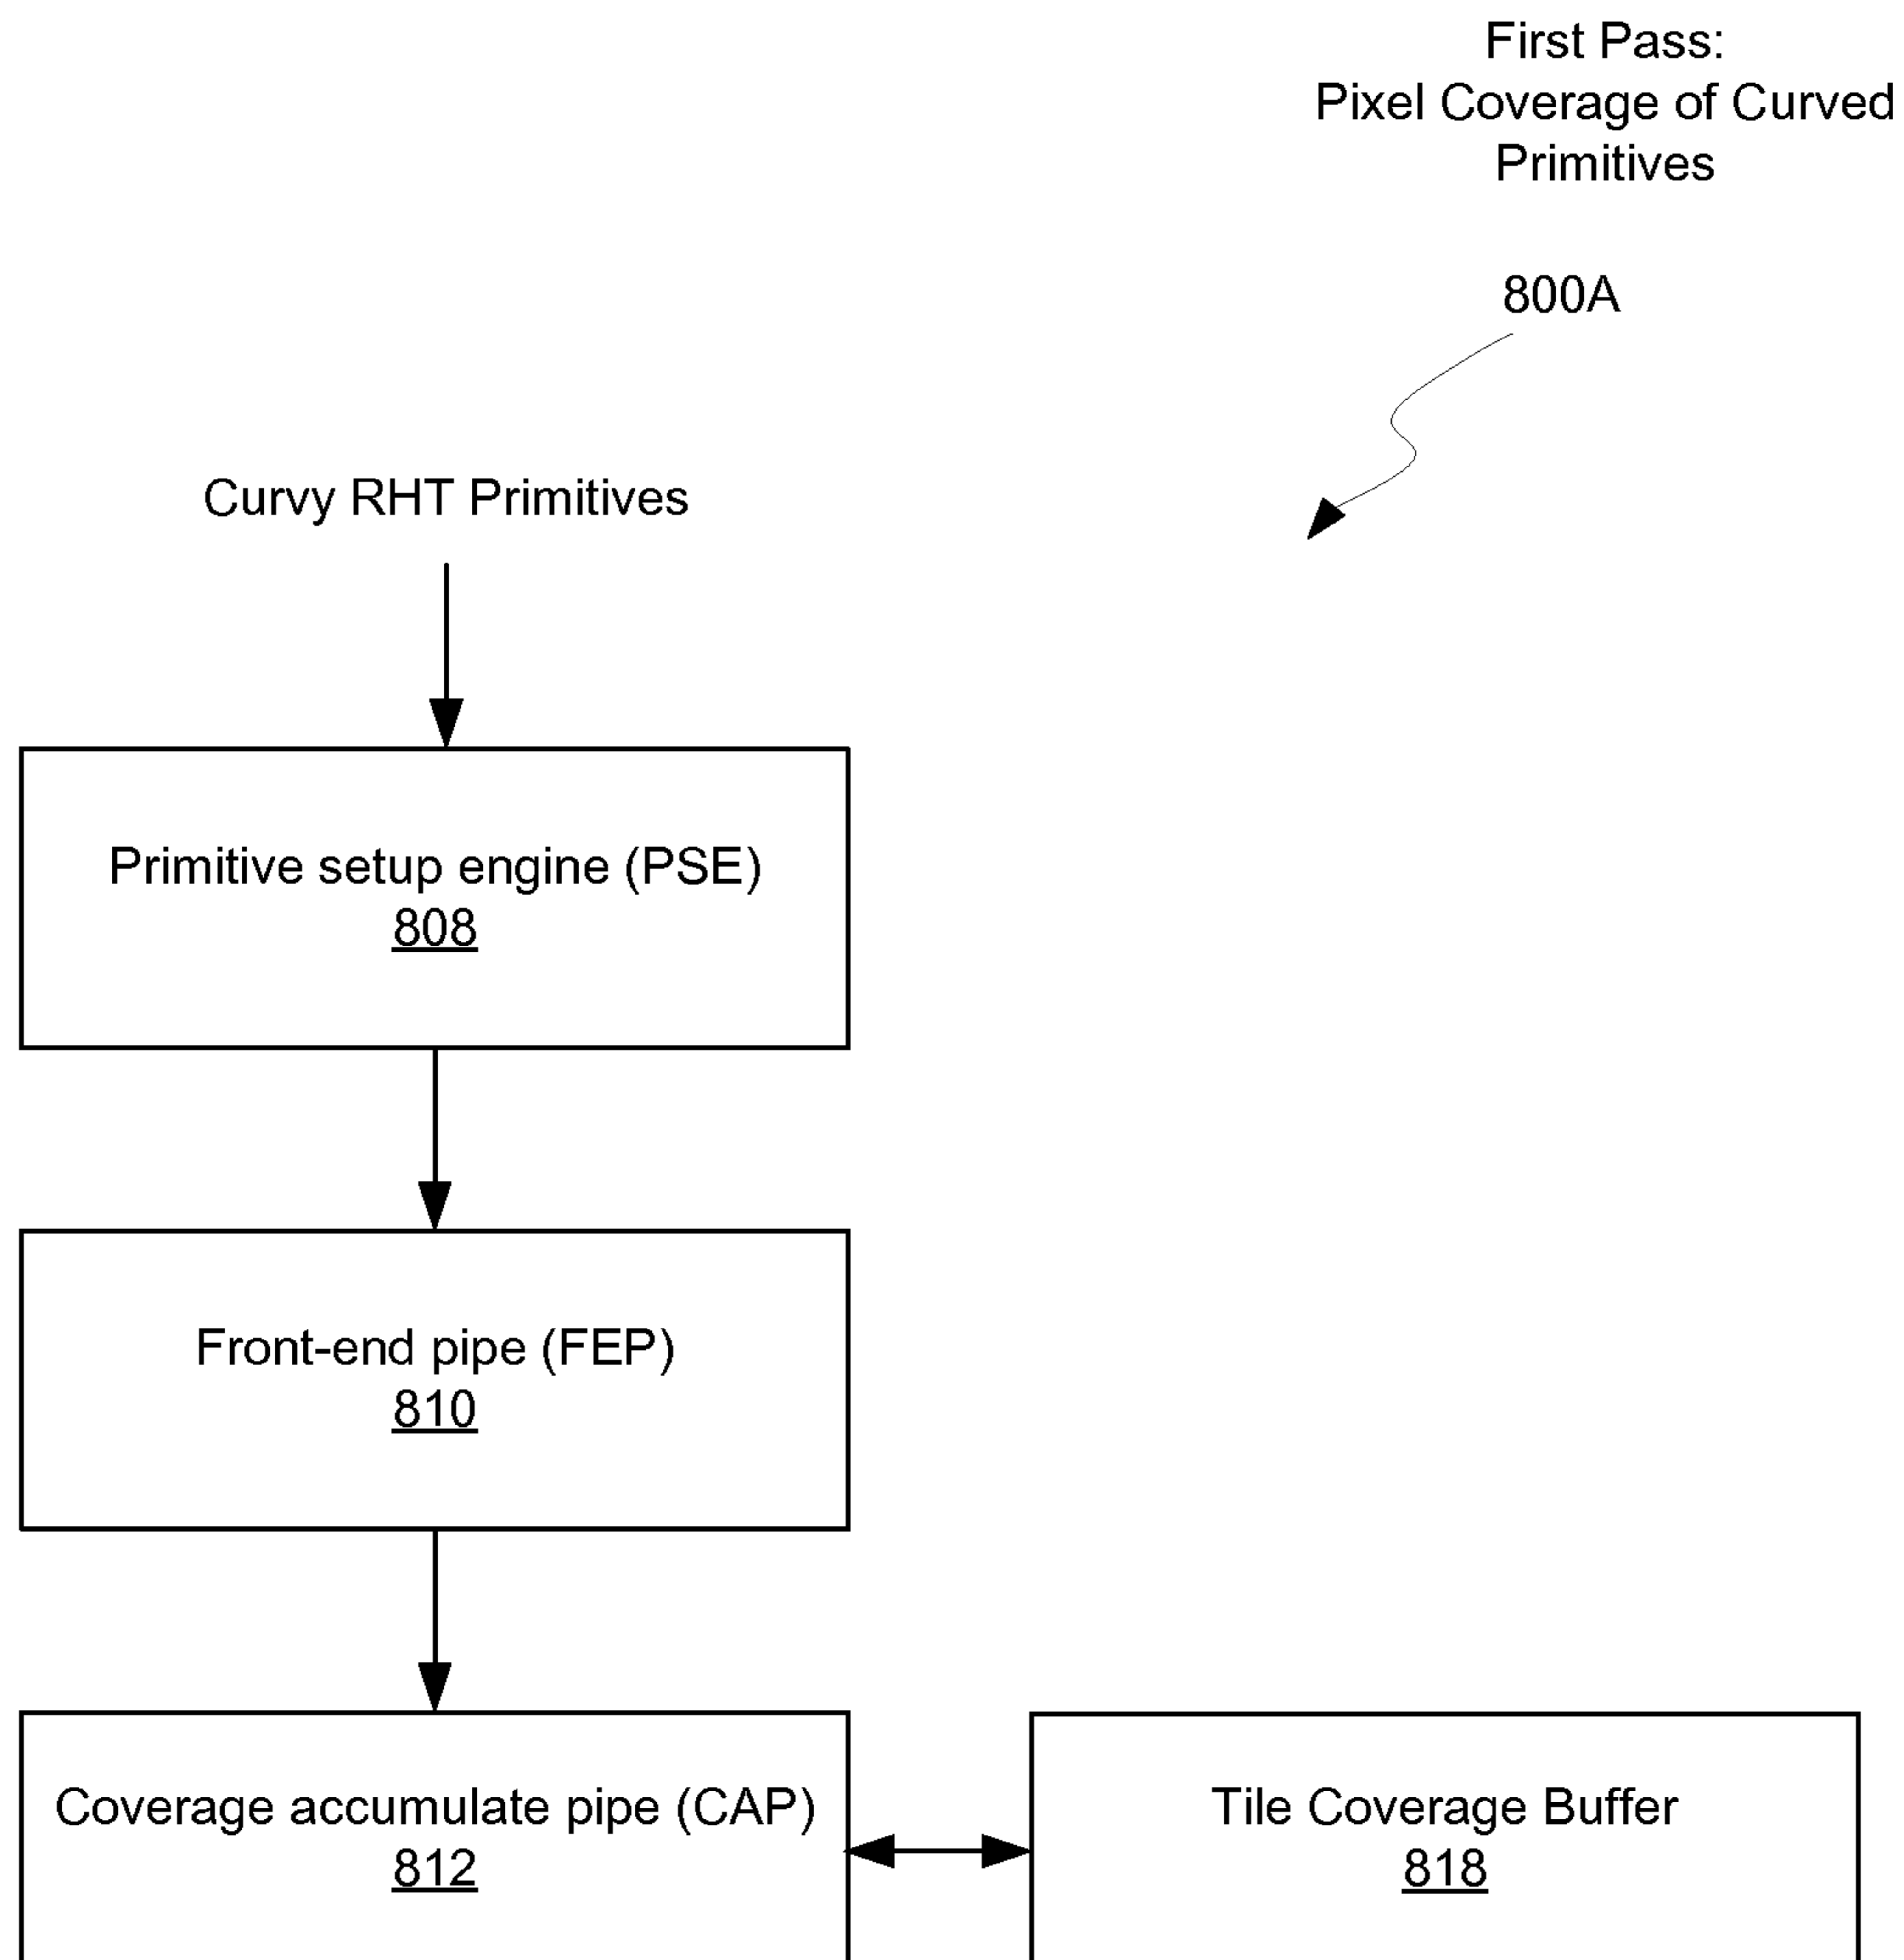 First Pass:
Pixel Coverage of Curved
Primitives
800A
Curvy RHT Primitives
Primitive setup engine (PSE)
808
Front-end pipe (FEP)
810
Coverage accumulate pipe (CAP)
812
Tile Coverage Buffer
818